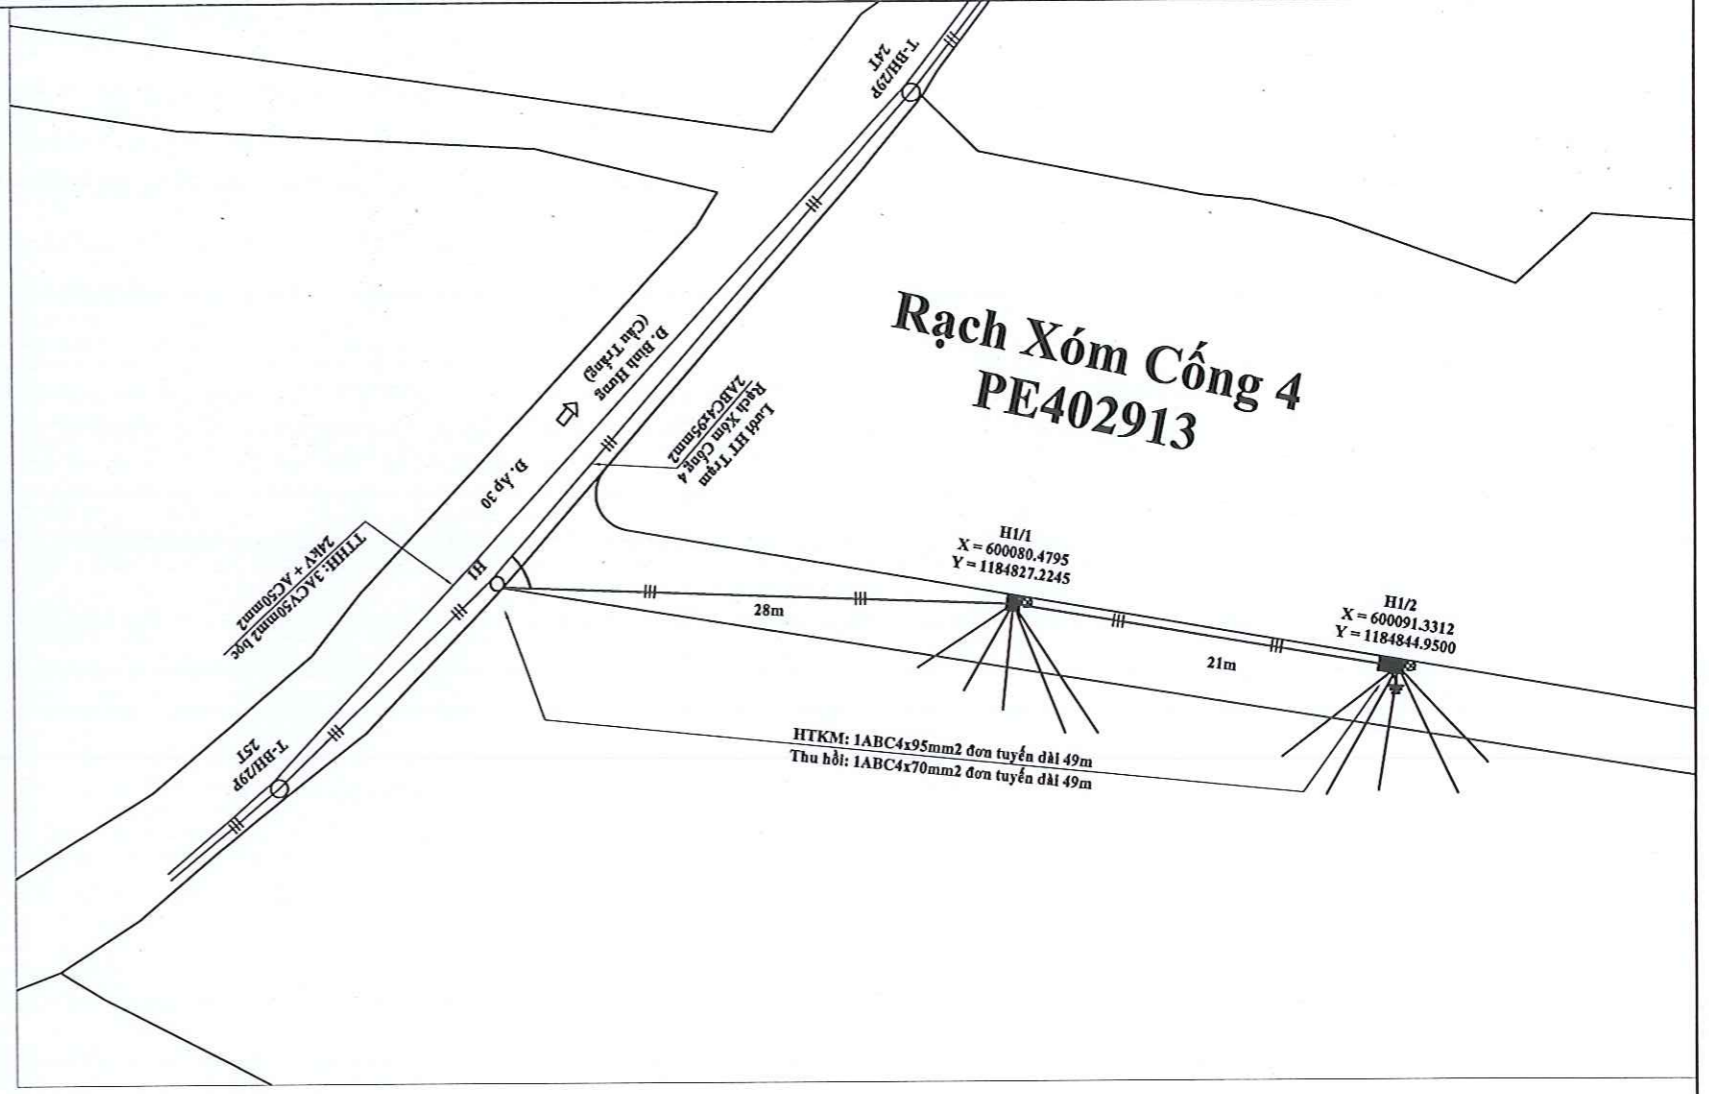 T-BH/29P
24T
Rạch Xóm Cống 4
PE402913
Đ. Bình Hưng
(Cầu Trắng)
Lưới HT Trạm
Rạch Xóm Cống 4
2ABC4x95mm2
Đ. Ấp 30
TTHH: 3ACV50mm2 bọc
24kV + AC50mm2
H1
H1/1
X = 600080.4795
Y = 1184827.2245
28m
H1/2
X = 600091.3312
Y = 1184844.9500
21m
HTKM: 1ABC4x95mm2 đơn tuyến dài 49m
Thu hồi: 1ABC4x70mm2 đơn tuyến dài 49m
T-BH/29P
25T